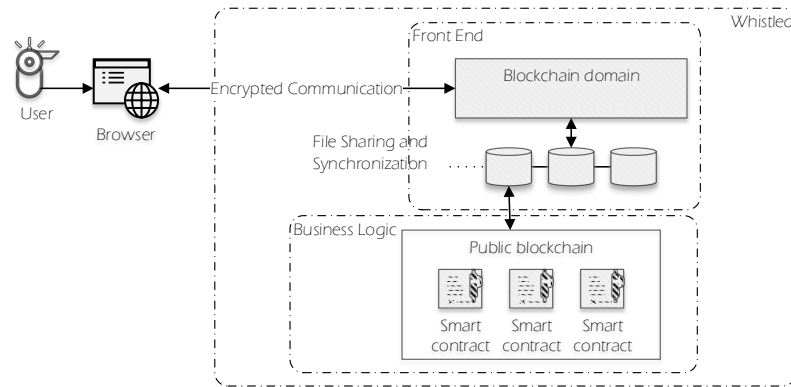 Whistled
Front End
Blockchain domain
Encrypted Communication
User
Browser
File Sharing and
Synchronization
Business Logic
Public blockchain
Smart
contract
Smart
contract
Smart
contract